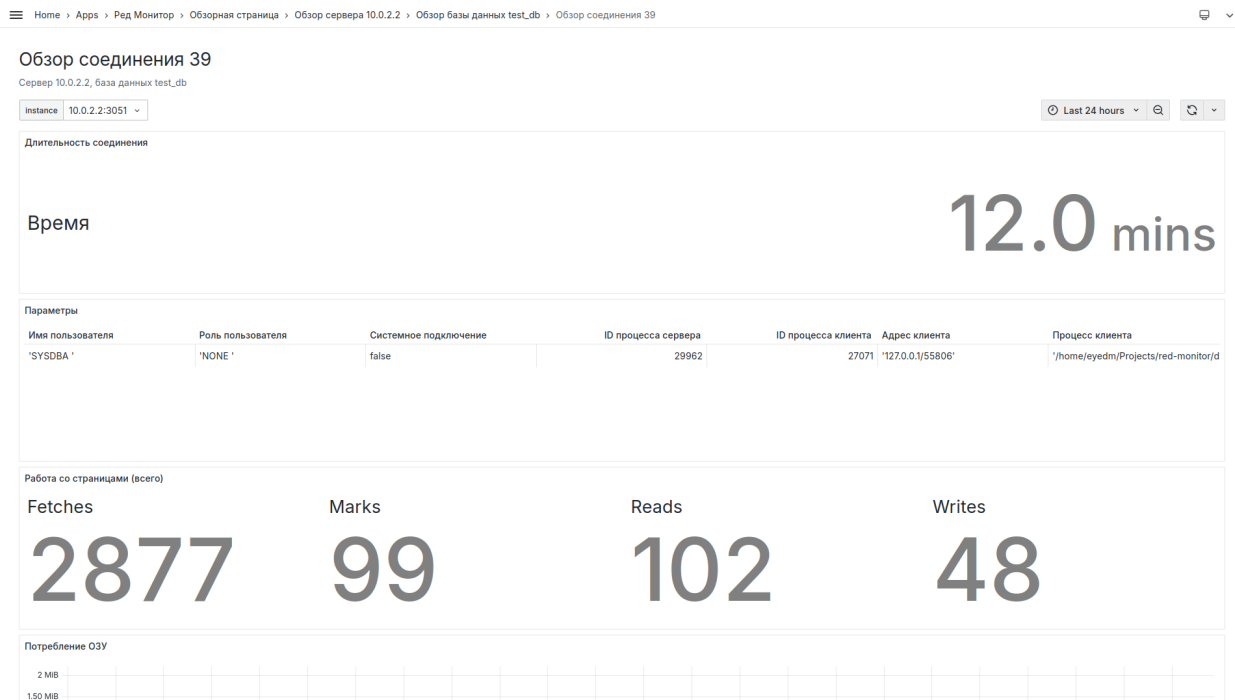 Home › Apps › Ред Монитор › Обзорная страница › Обзор сервера 10.0.2.2 › Обзор базы данных test_db › Обзор соединения 39
Обзор соединения 39
Сервер 10.0.2.2, база данных test_db
instance 10.0.2.2:3051 Last 24 hours
Длительность соединения
Время 12.0 mins
Параметры
Имя пользователя Роль пользователя Системное подключение ID процесса сервера ID процесса клиента Адрес клиента Процесс клиента
'SYSDBA ' 'NONE ' false 29962 27071 '127.0.0.1/55806' '/home/eyedm/Projects/red-monitor/d
Работа со страницами (всего)
Fetches Marks Reads Writes
2877 99 102 48
Потребление ОЗУ
2 MiB
1.50 MiB